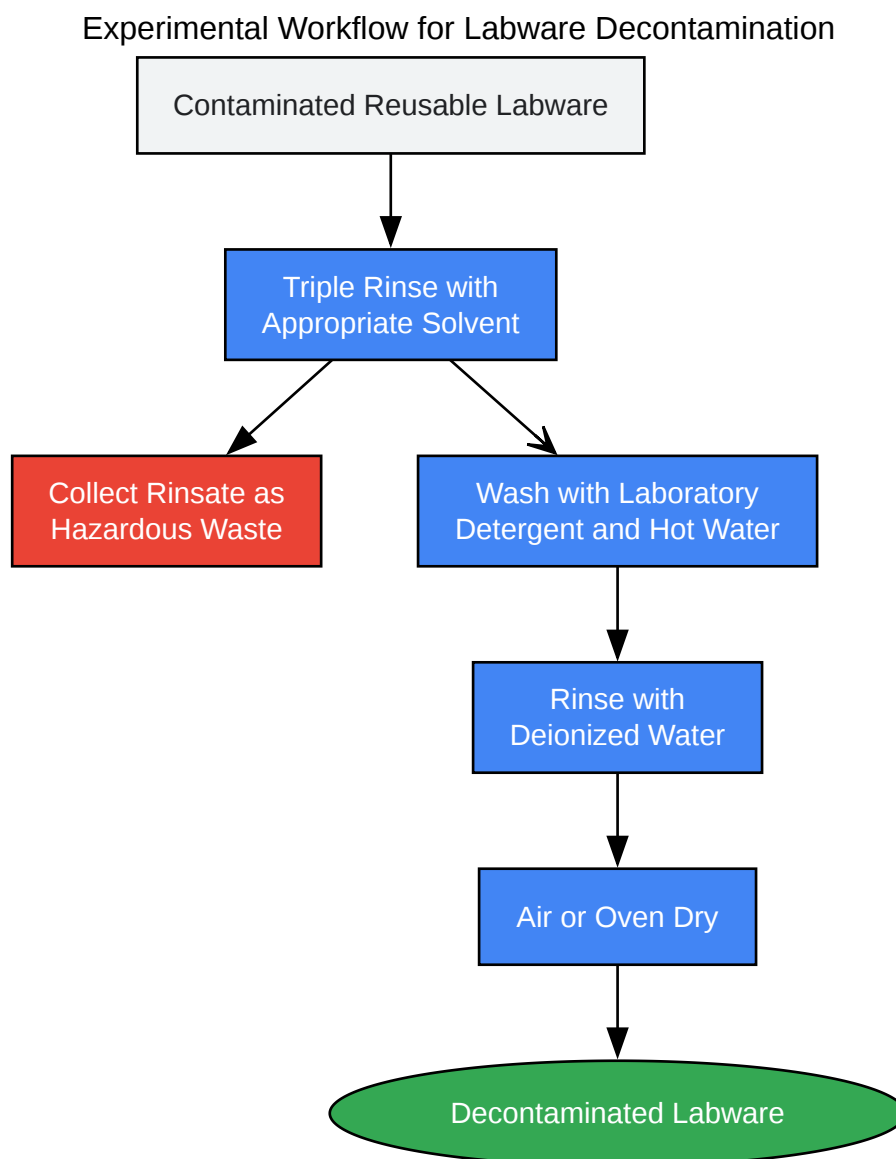 Experimental Workflow for Labware Decontamination
Contaminated Reusable Labware
Triple Rinse with
Appropriate Solvent
Collect Rinsate as
Hazardous Waste
Wash with Laboratory
Detergent and Hot Water
Rinse with
Deionized Water
Air or Oven Dry
Decontaminated Labware